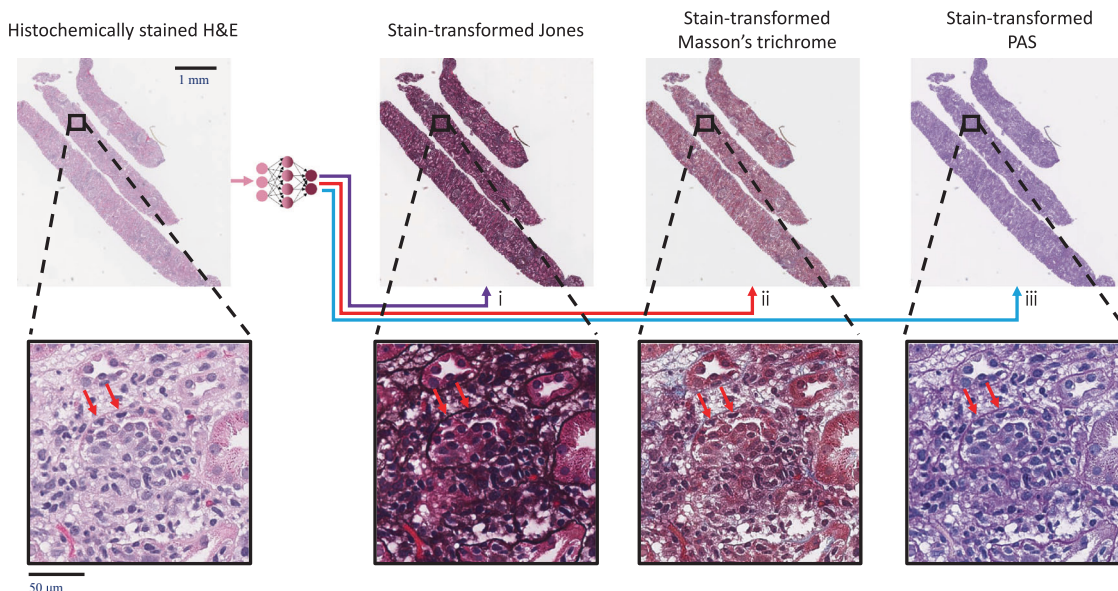 Histochemically stained H&E
Stain-transformed Jones
Stain-transformed
Masson's trichrome
Stain-transformed
PAS
1 mm
i
ii
iii
50 μm